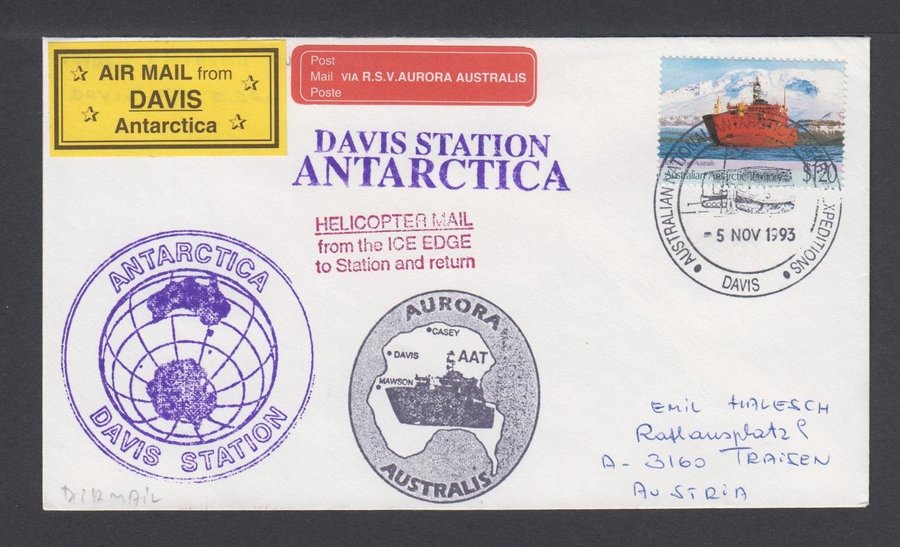 AIR MAIL from
DAVIS
Antarctica
Post
Mail VIA R.S.V.AURORA AUSTRALIS
Poste
DAVIS STATION
ANTARCTICA
HELICOPTER MAIL
from the ICE EDGE
to Station and return
Australian Antarctic Territory
$1.20
AUSTRALIAN NATIONAL EXPEDITIONS
-5 NOV 1993
DAVIS
ANTARCTICA
DAVIS STATION
AURORA
CASEY
DAVIS AAT
MAWSON
AUSTRALIS
EMIL HALESCH
A-3160 TRAISEN
AUSTRIA
AIRMAIL